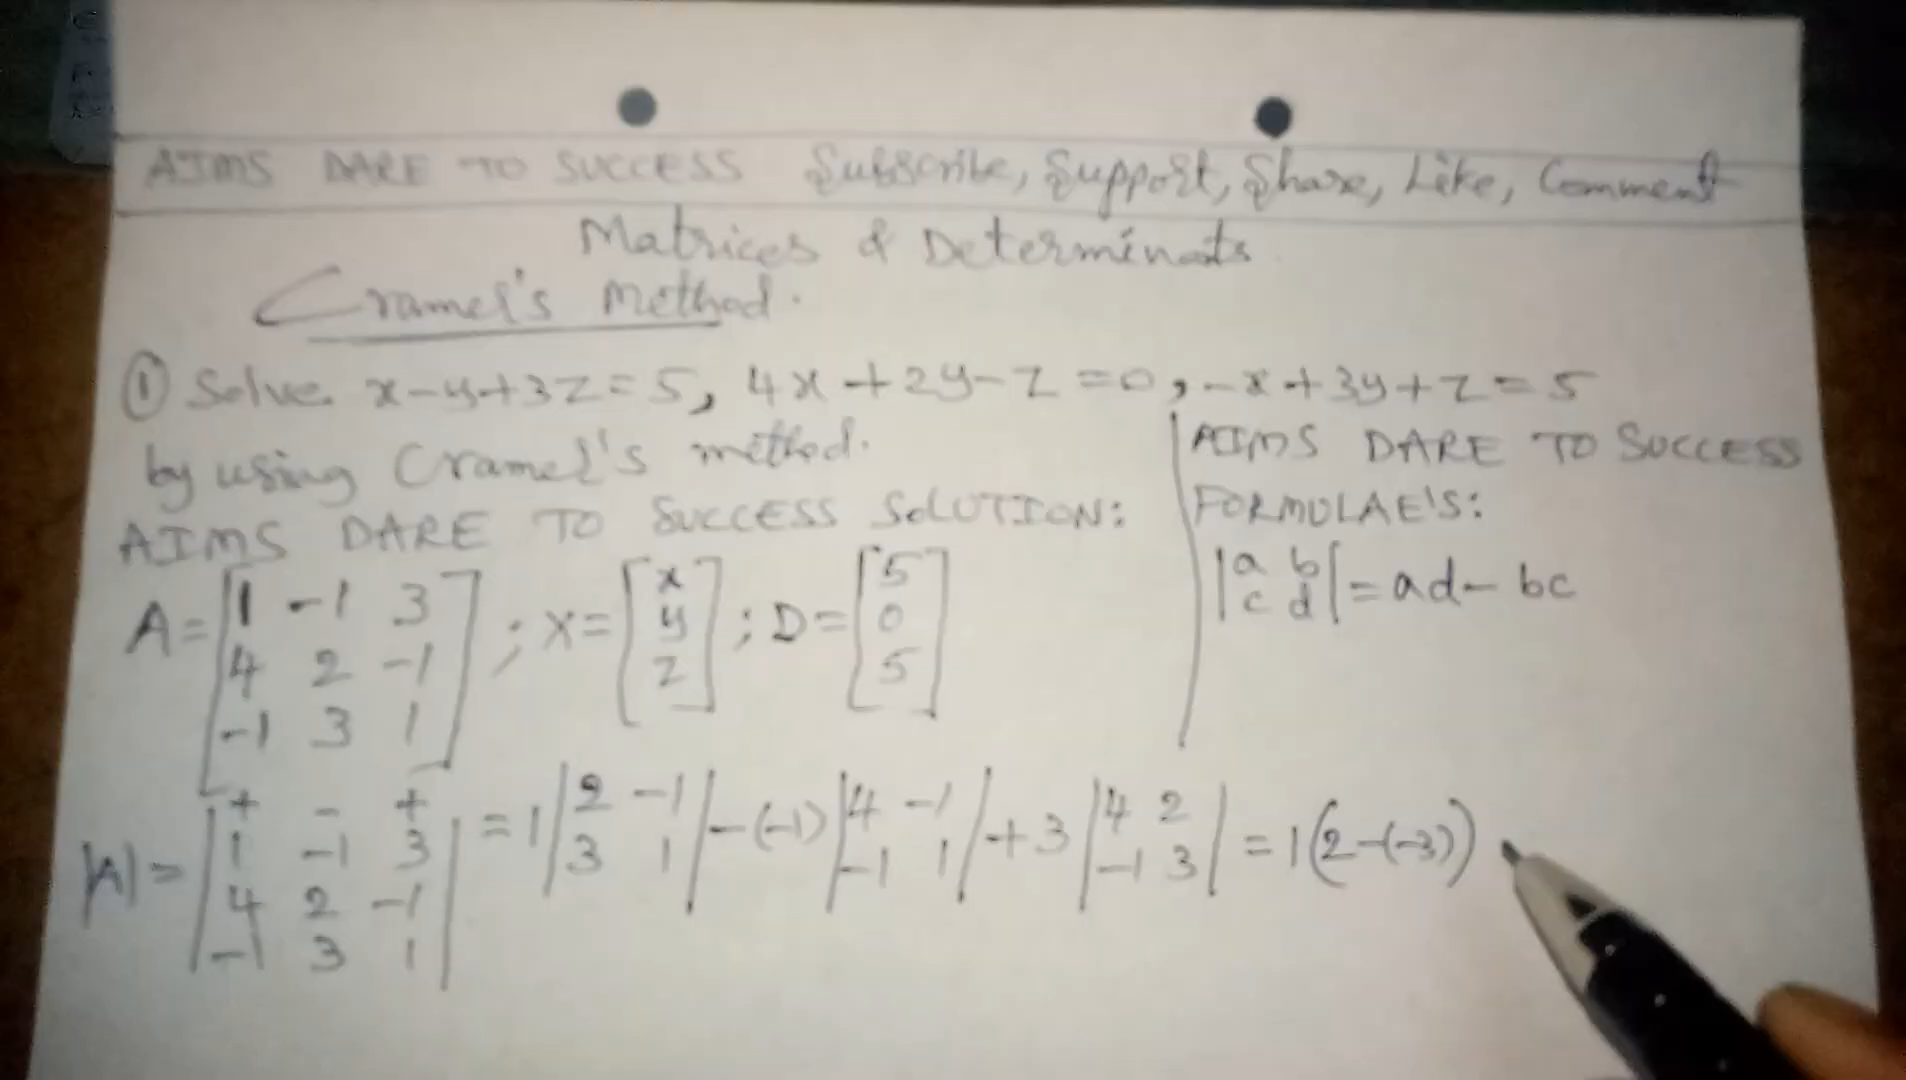 AIMS DARE TO SUCCESS Subscribe, Support, Share, Like, Comment
Matrices & Determinats
Cramer's Method.
① Solve x-y+3z=5, 4x+2y-z=0, -x+3y+z=5
by using Cramer's method.
AIMS DARE TO SUCCESS SOLUTION:
A= [1 -1 3
4 2 -1
-1 3 1] ; X= [x
y
z] ; D= [5
0
5]
AIMS DARE TO SUCCESS
FORMULAE'S:
|a b
c d| = ad - bc
+ - +
|A| = |1 -1 3
4 2 -1
-1 3 1| = 1 |2 -1
3 1| -(-1) |4 -1
-1 1| +3 |4 2
-1 3| = 1(2-(-3))